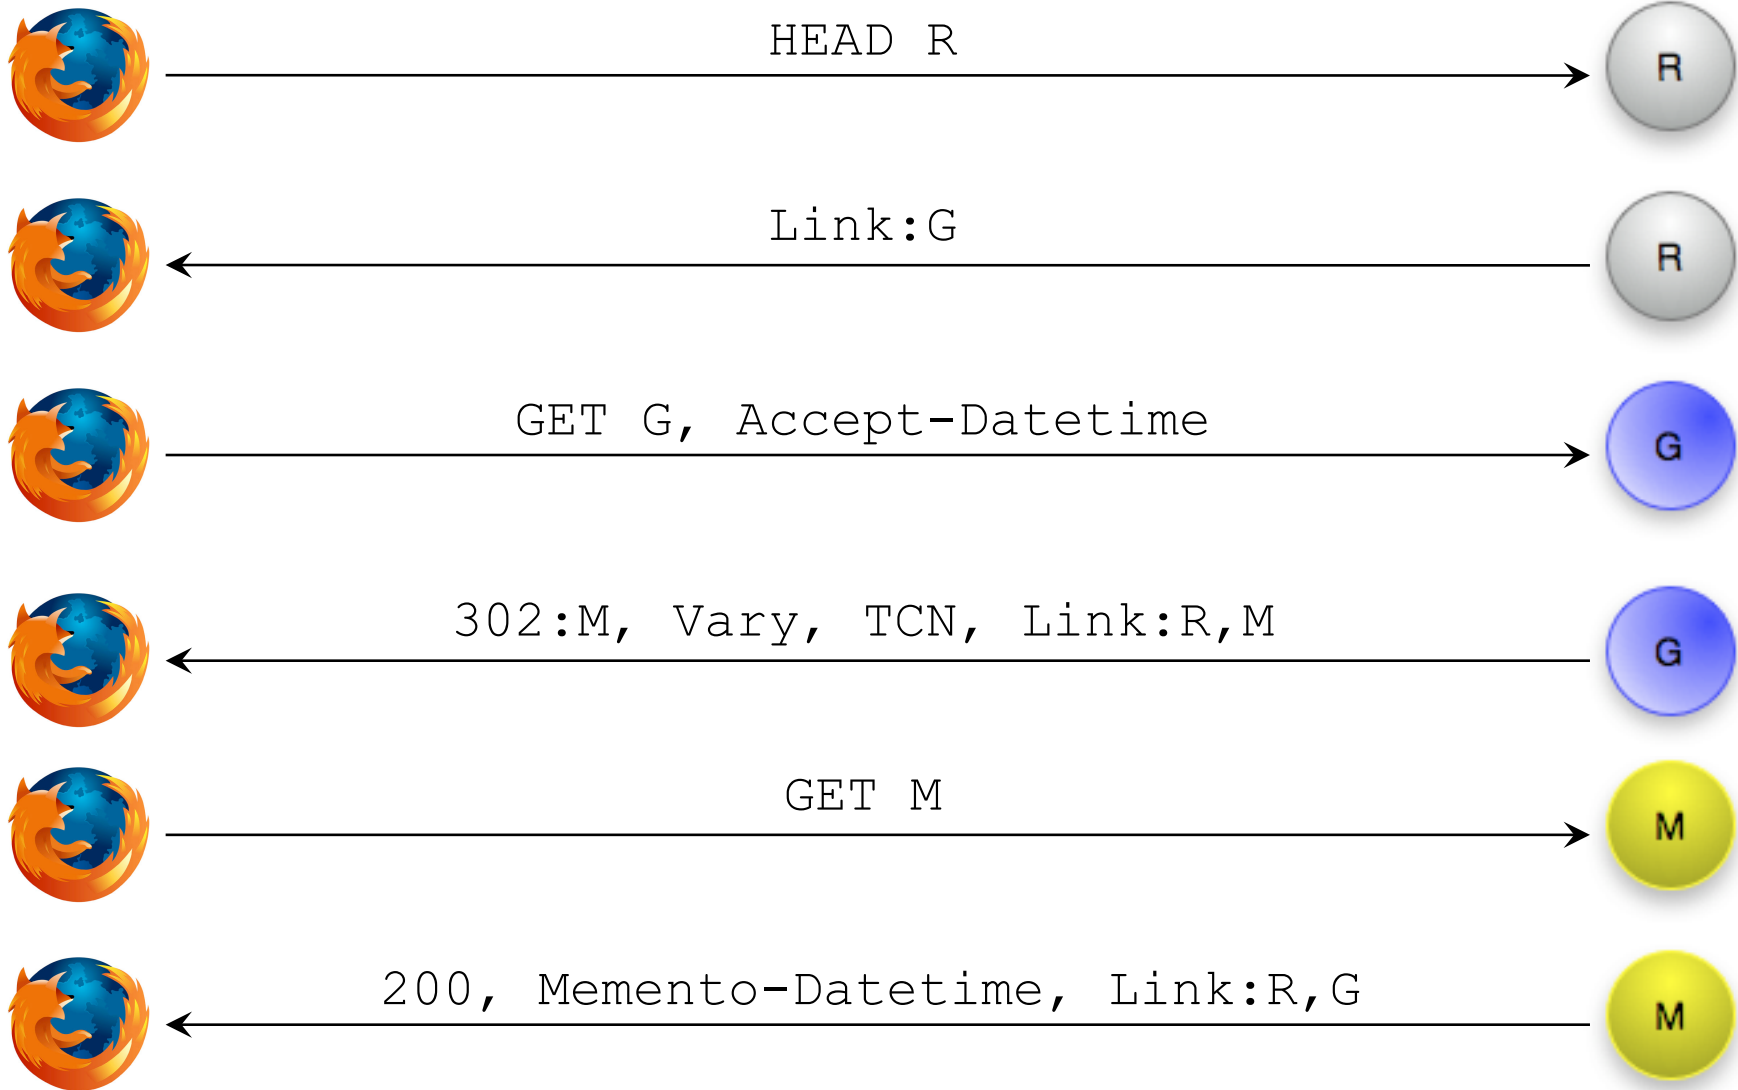 HEAD R
R
Link:G
R
GET G, Accept-Datetime
G
302:M, Vary, TCN, Link:R,M
G
GET M
M
200, Memento-Datetime, Link:R,G
M